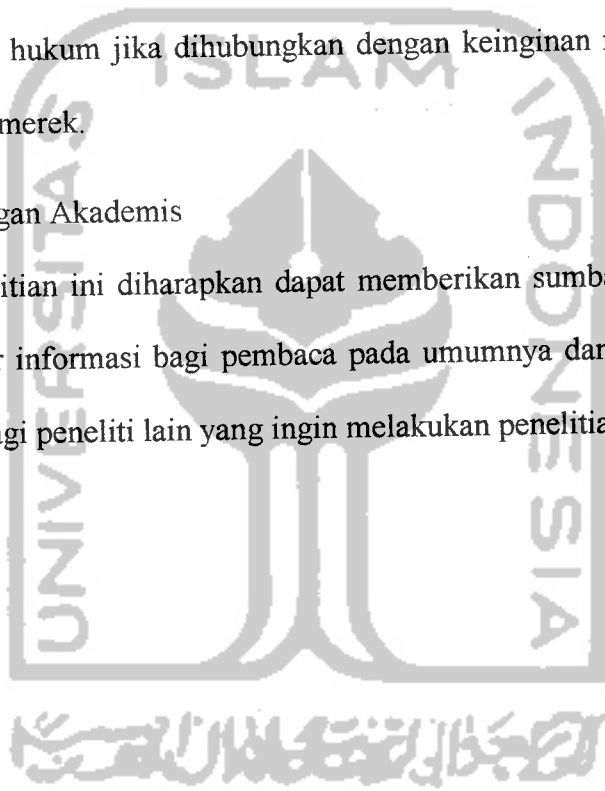 hukum jika dihubungkan dengan keinginan
merek.
gan Akademis
itian ini diharapkan dapat memberikan sumba
informasi bagi pembaca pada umumnya dan
agi peneliti lain yang ingin melakukan penelitia
UNIVERSITAS
ISLAM
INDONESIA